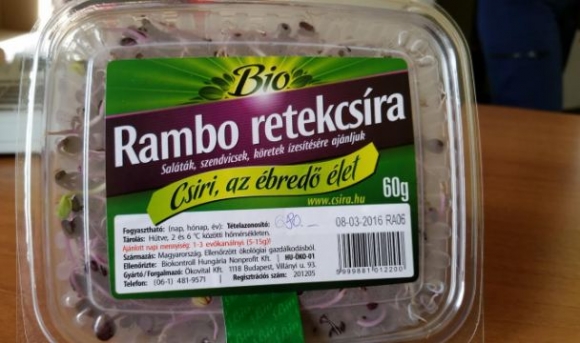 Bio
Rambo retekcsíra
Saláták, szendvicsek, köretek ízesítésére ajánljuk
Csiri, az ébredő élet
60g
www.csira.hu
Fogyasztható: (nap, hónap, év): Tételazonosító: 680.- 08-03-2016 RA06
Tárolás: Hűtve, 2 és 6 °C közötti hőmérsékleten.
Ajánlott napi mennyiség: 1-3 evőkanálnyi (5-15g)!
Származás: Magyarország. Ellenőrzött ökológiai gazdálkodásból.
Ellenőrizte: Biokontroll Hungária Nonprofit Kft. HU-ÖKO-01
Gyártó/ Forgalmazó: Ökovital Kft. 1118 Budapest, Villányi u. 93.
Telefon: (06-1) 481-9571 Regisztrációs szám: 201205
5999881012200